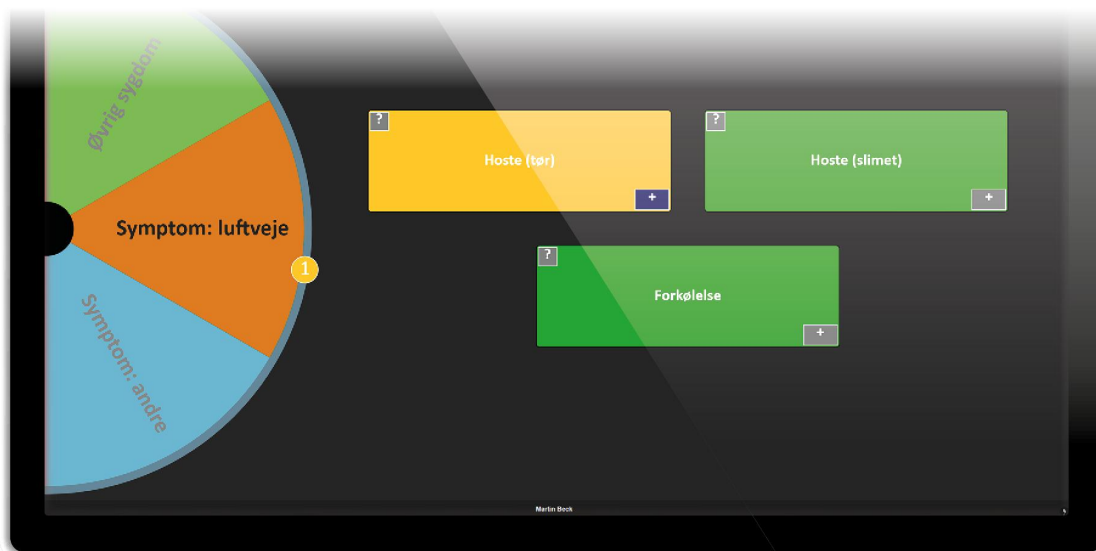 Øvrig sygdom
Symptom: luftveje
1
Symptom: andre
?
Hoste (tør)
+
?
Hoste (slimet)
+
?
Forkølelse
+
Martin Beck